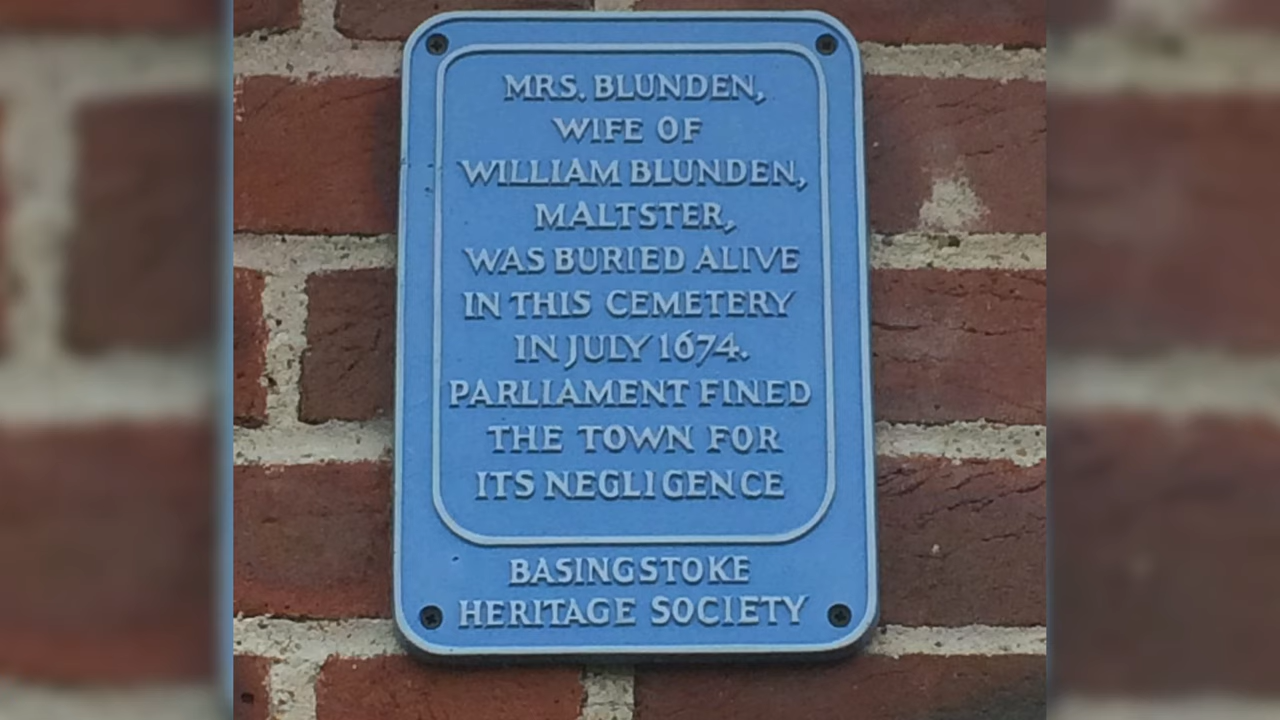 MRS. BLUNDEN,
WIFE OF
WILLIAM BLUNDEN,
MALTSTER,
WAS BURIED ALIVE
IN THIS CEMETERY
IN JULY 1674.
PARLIAMENT FINED
THE TOWN FOR
ITS NEGLIGENCE
BASINGSTOKE
HERITAGE SOCIETY